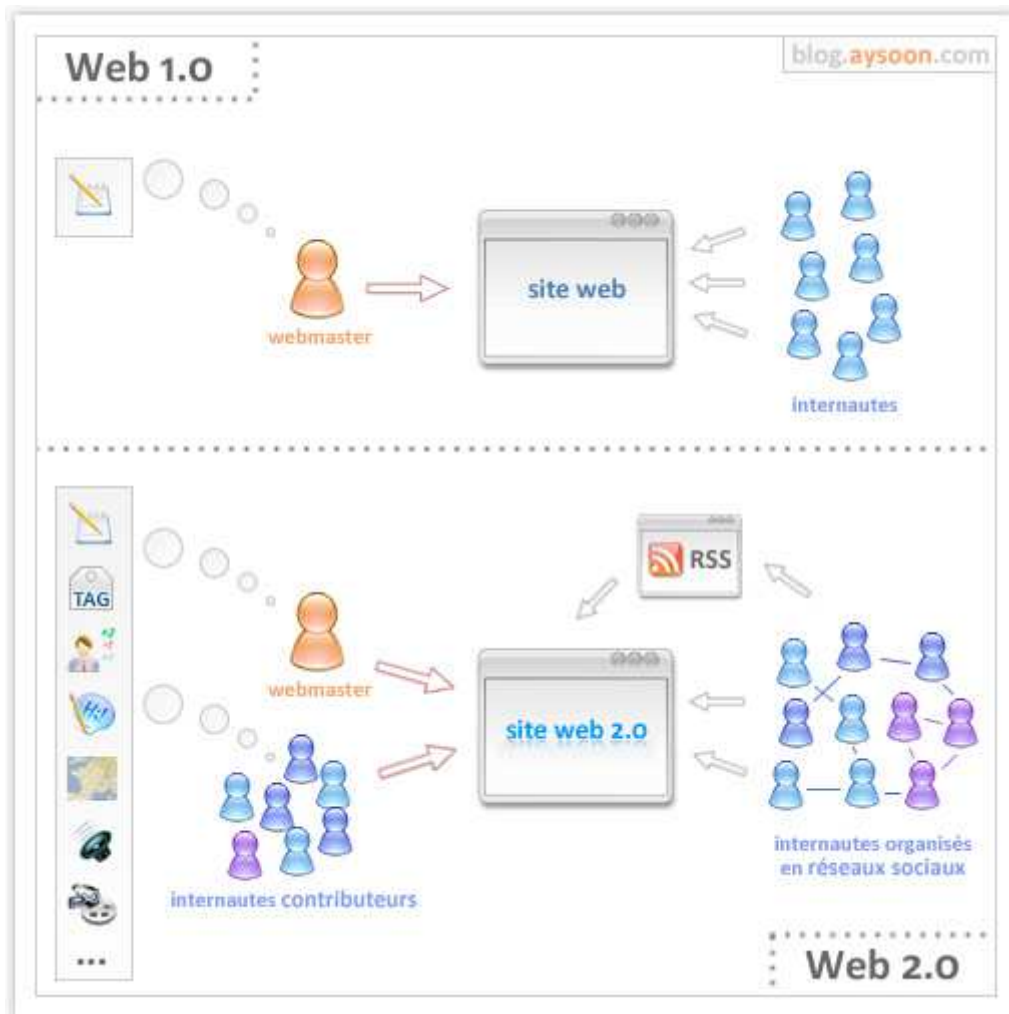 Web 1.0
blog.aysoon.com
site web
webmaster
internautes
RSS
TAG
webmaster
Hi!
site web 2.0
internautes organisés
en réseaux sociaux
internautes contributeurs
...
Web 2.0